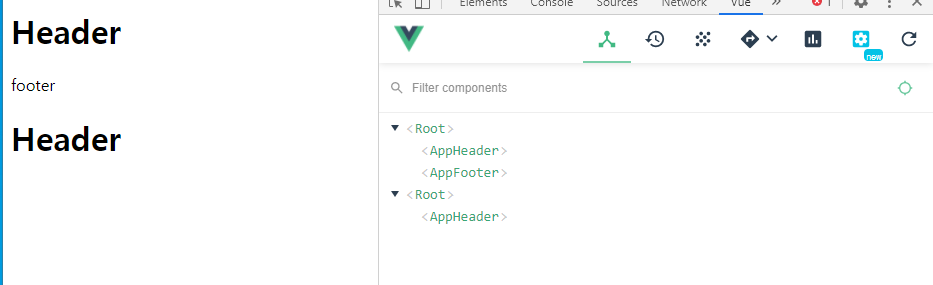 Header
footer
Header
Elements Console Sources Network Vue » 1
new
Filter components
<Root>
<AppHeader>
<AppFooter>
<Root>
<AppHeader>